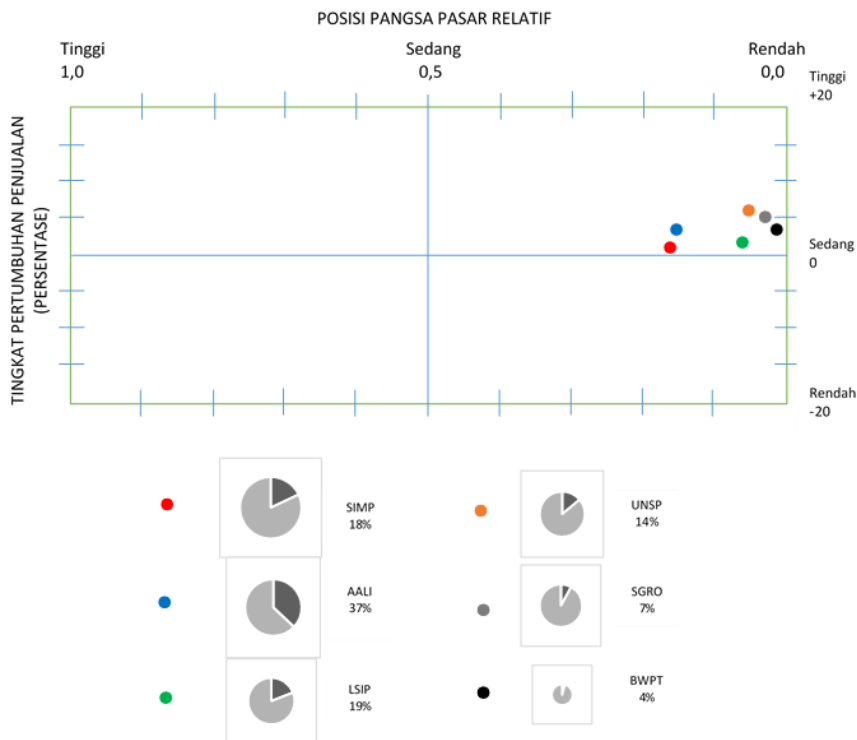 POSISI PANGSA PASAR RELATIF
Tinggi
1,0
Sedang
0,5
Rendah
0,0
Tinggi
+20
TINGKAT PERTUMBUHAN PENJUALAN
(PERSENTASE)
Sedang
0
Rendah
-20
SIMP
18%
UNSP
14%
AALI
37%
SGRO
7%
LSIP
19%
BWPT
4%